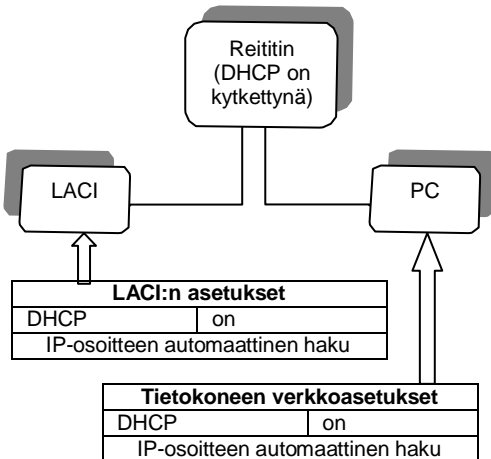 Reititin
(DHCP on
kytkettynä)
LACI
PC
LACI:n asetukset
DHCP on
IP-osoitteen automaattinen haku
Tietokoneen verkkoasetukset
DHCP on
IP-osoitteen automaattinen haku